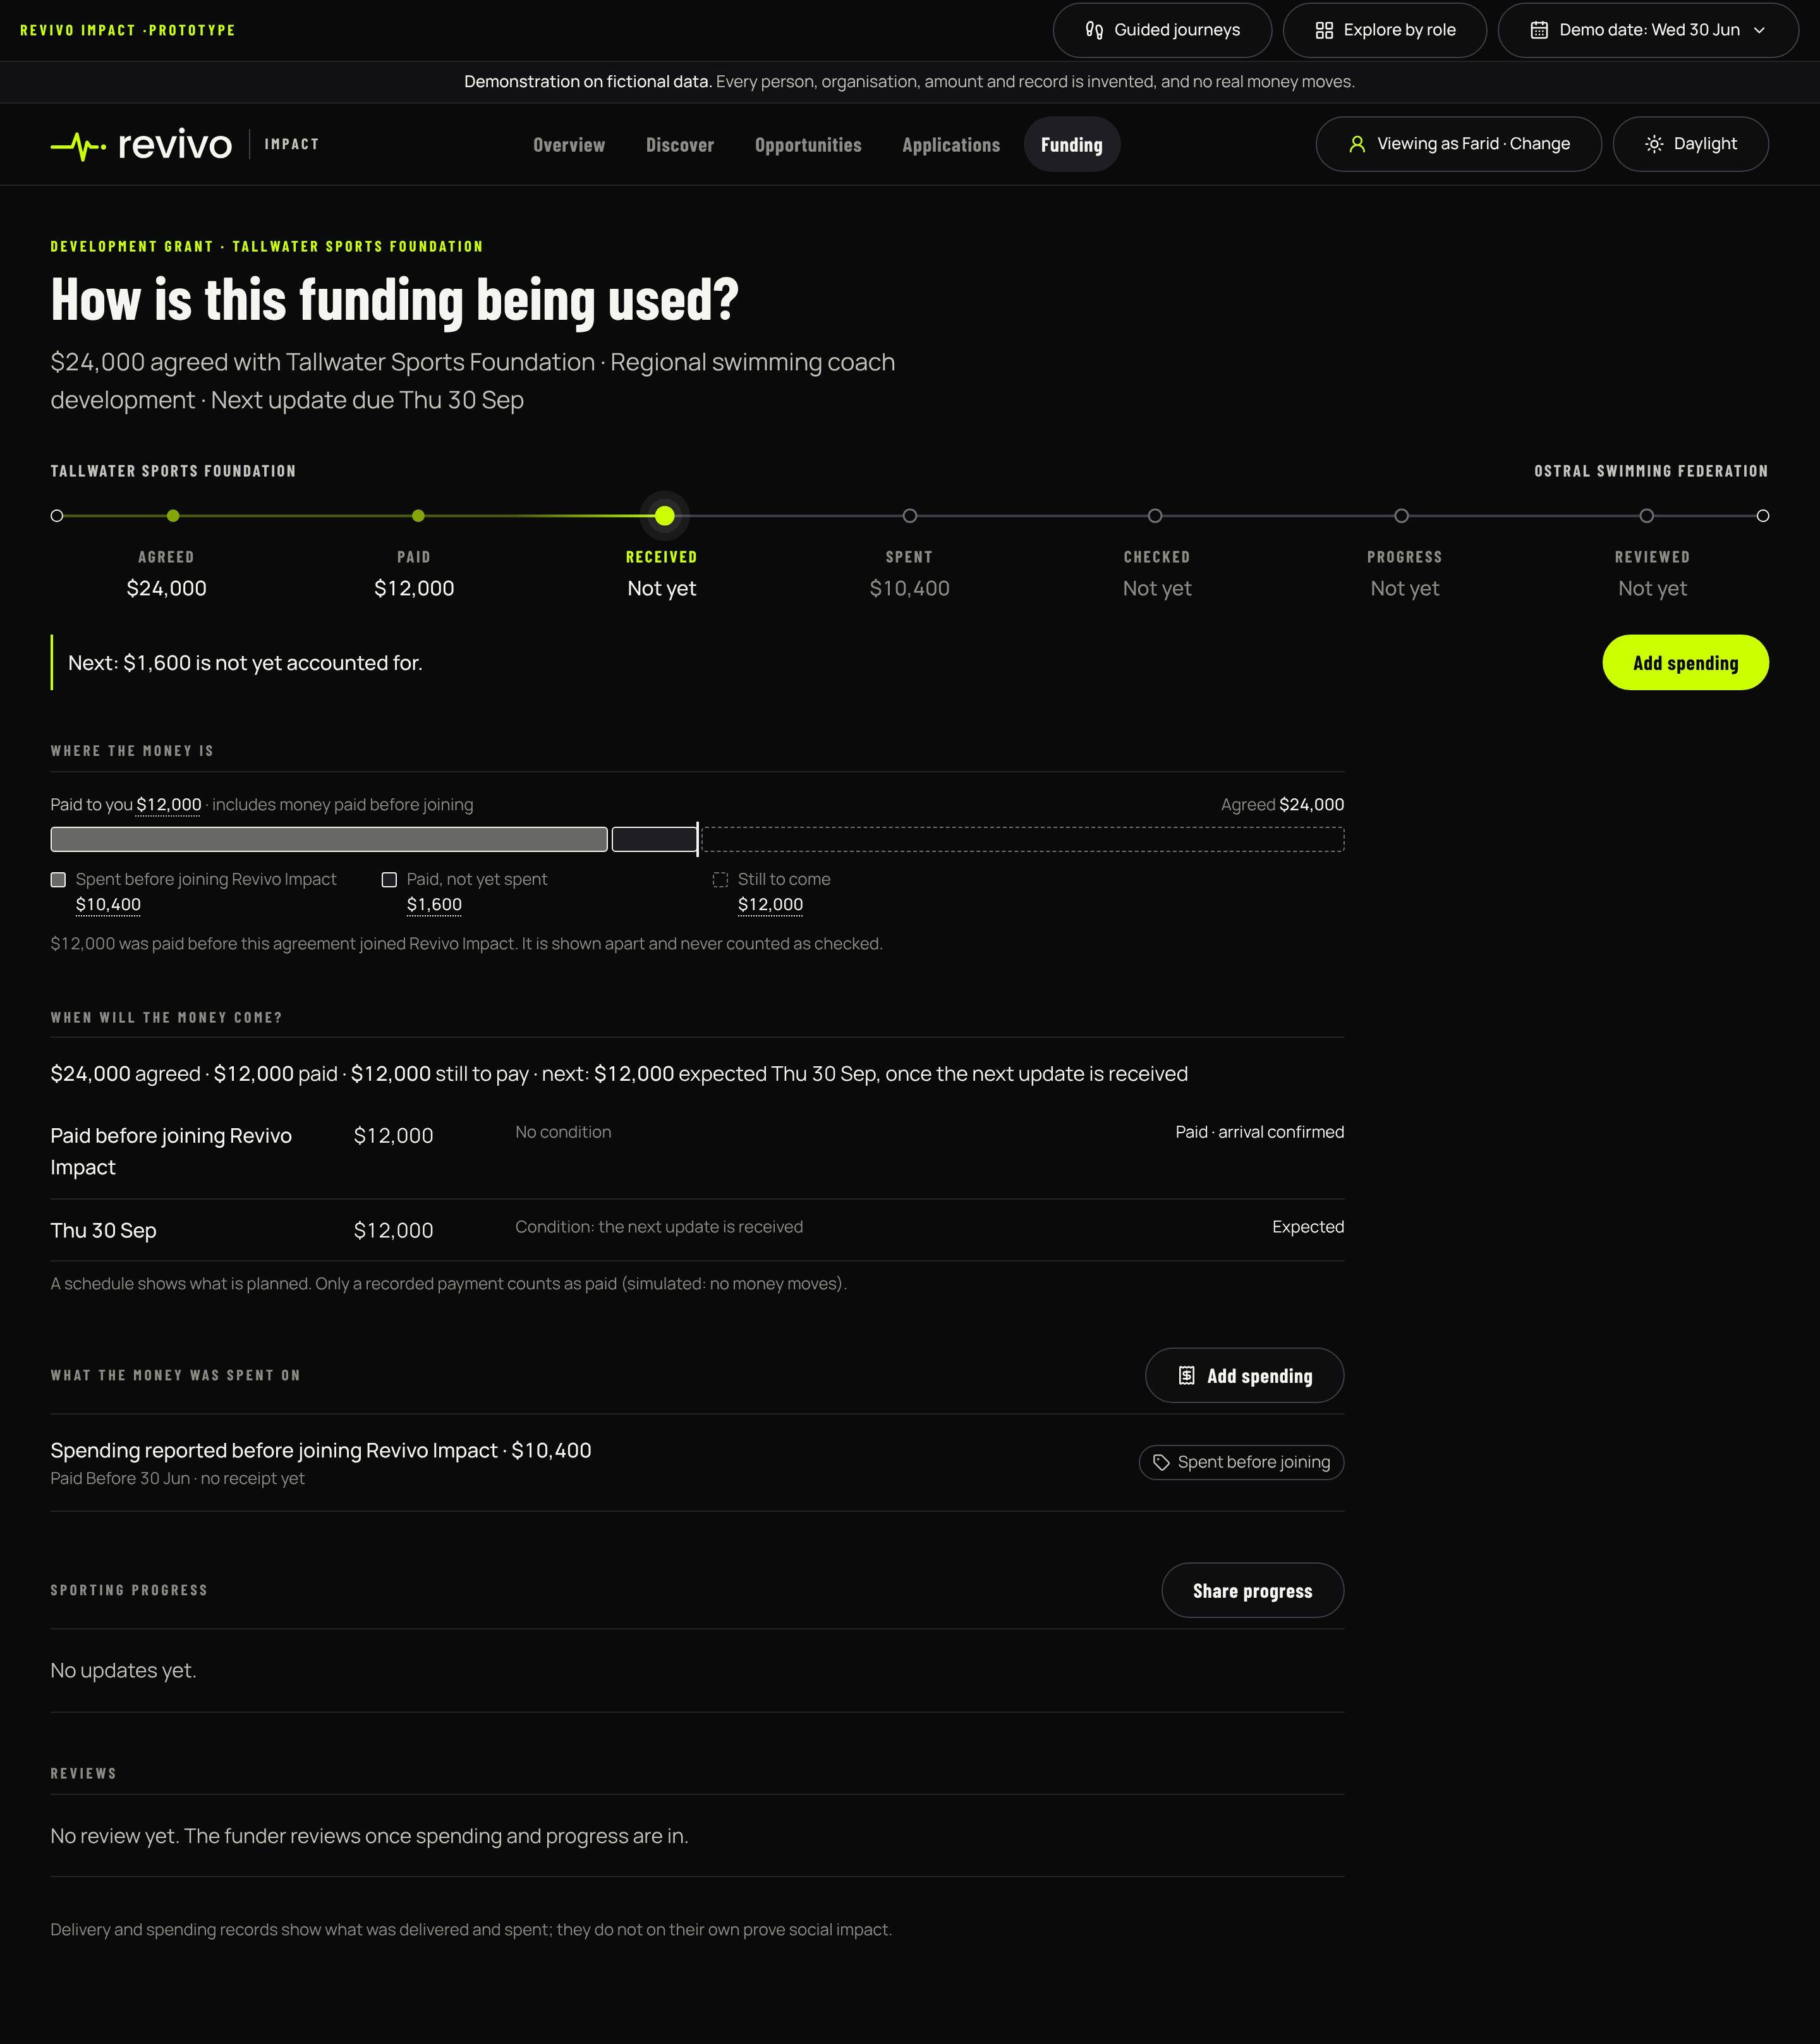 REVIVO IMPACT ·PROTOTYPE
Guided journeys
Explore by role
Demo date: Wed 30 Jun
Demonstration on fictional data. Every person, organisation, amount and record is invented, and no real money moves.
revivo
IMPACT
Overview
Discover
Opportunities
Applications
Funding
Viewing as Farid · Change
Daylight
DEVELOPMENT GRANT · TALLWATER SPORTS FOUNDATION
How is this funding being used?
$24,000 agreed with Tallwater Sports Foundation · Regional swimming coach
development · Next update due Thu 30 Sep
TALLWATER SPORTS FOUNDATION
OSTRAL SWIMMING FEDERATION
AGREED
$24,000
PAID
$12,000
RECEIVED
Not yet
SPENT
$10,400
CHECKED
Not yet
PROGRESS
Not yet
REVIEWED
Not yet
Next: $1,600 is not yet accounted for.
Add spending
WHERE THE MONEY IS
Paid to you $12,000 · includes money paid before joining
Agreed $24,000
Spent before joining Revivo Impact
$10,400
Paid, not yet spent
$1,600
Still to come
$12,000
$12,000 was paid before this agreement joined Revivo Impact. It is shown apart and never counted as checked.
WHEN WILL THE MONEY COME?
$24,000 agreed · $12,000 paid · $12,000 still to pay · next: $12,000 expected Thu 30 Sep, once the next update is received
Paid before joining Revivo
Impact
$12,000
No condition
Paid · arrival confirmed
Thu 30 Sep
$12,000
Condition: the next update is received
Expected
A schedule shows what is planned. Only a recorded payment counts as paid (simulated: no money moves).
WHAT THE MONEY WAS SPENT ON
Add spending
Spending reported before joining Revivo Impact · $10,400
Paid Before 30 Jun · no receipt yet
Spent before joining
SPORTING PROGRESS
Share progress
No updates yet.
REVIEWS
No review yet. The funder reviews once spending and progress are in.
Delivery and spending records show what was delivered and spent; they do not on their own prove social impact.